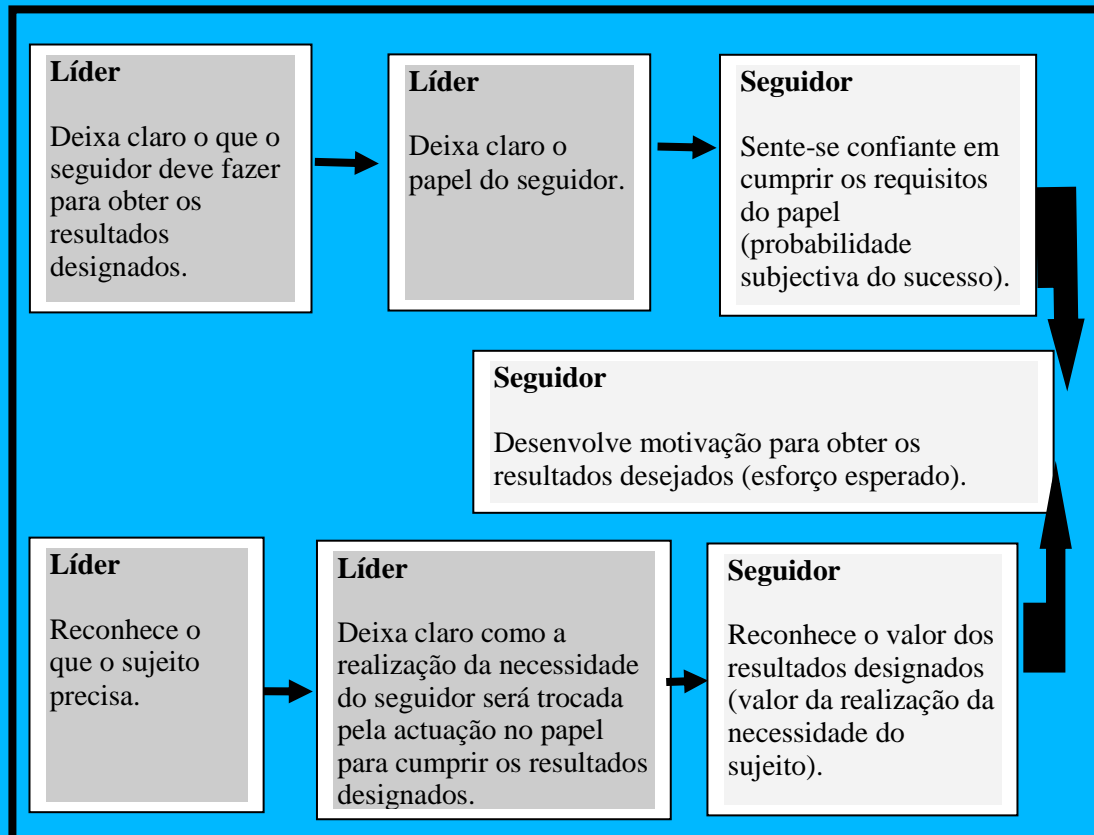 Líder
Deixa claro o que o
seguidor deve fazer
para obter os
resultados
designados.
Líder
Deixa claro o
papel do seguidor.
Seguidor
Sente-se confiante em
cumprir os requisitos
do papel
(probabilidade
subjectiva do sucesso).
Seguidor
Desenvolve motivação para obter os
resultados desejados (esforço esperado).
Líder
Reconhece o
que o sujeito
precisa.
Líder
Deixa claro como a
realização da necessidade
do seguidor será trocada
pela actuação no papel
para cumprir os resultados
designados.
Seguidor
Reconhece o valor dos
resultados designados
(valor da realização da
necessidade do
sujeito).